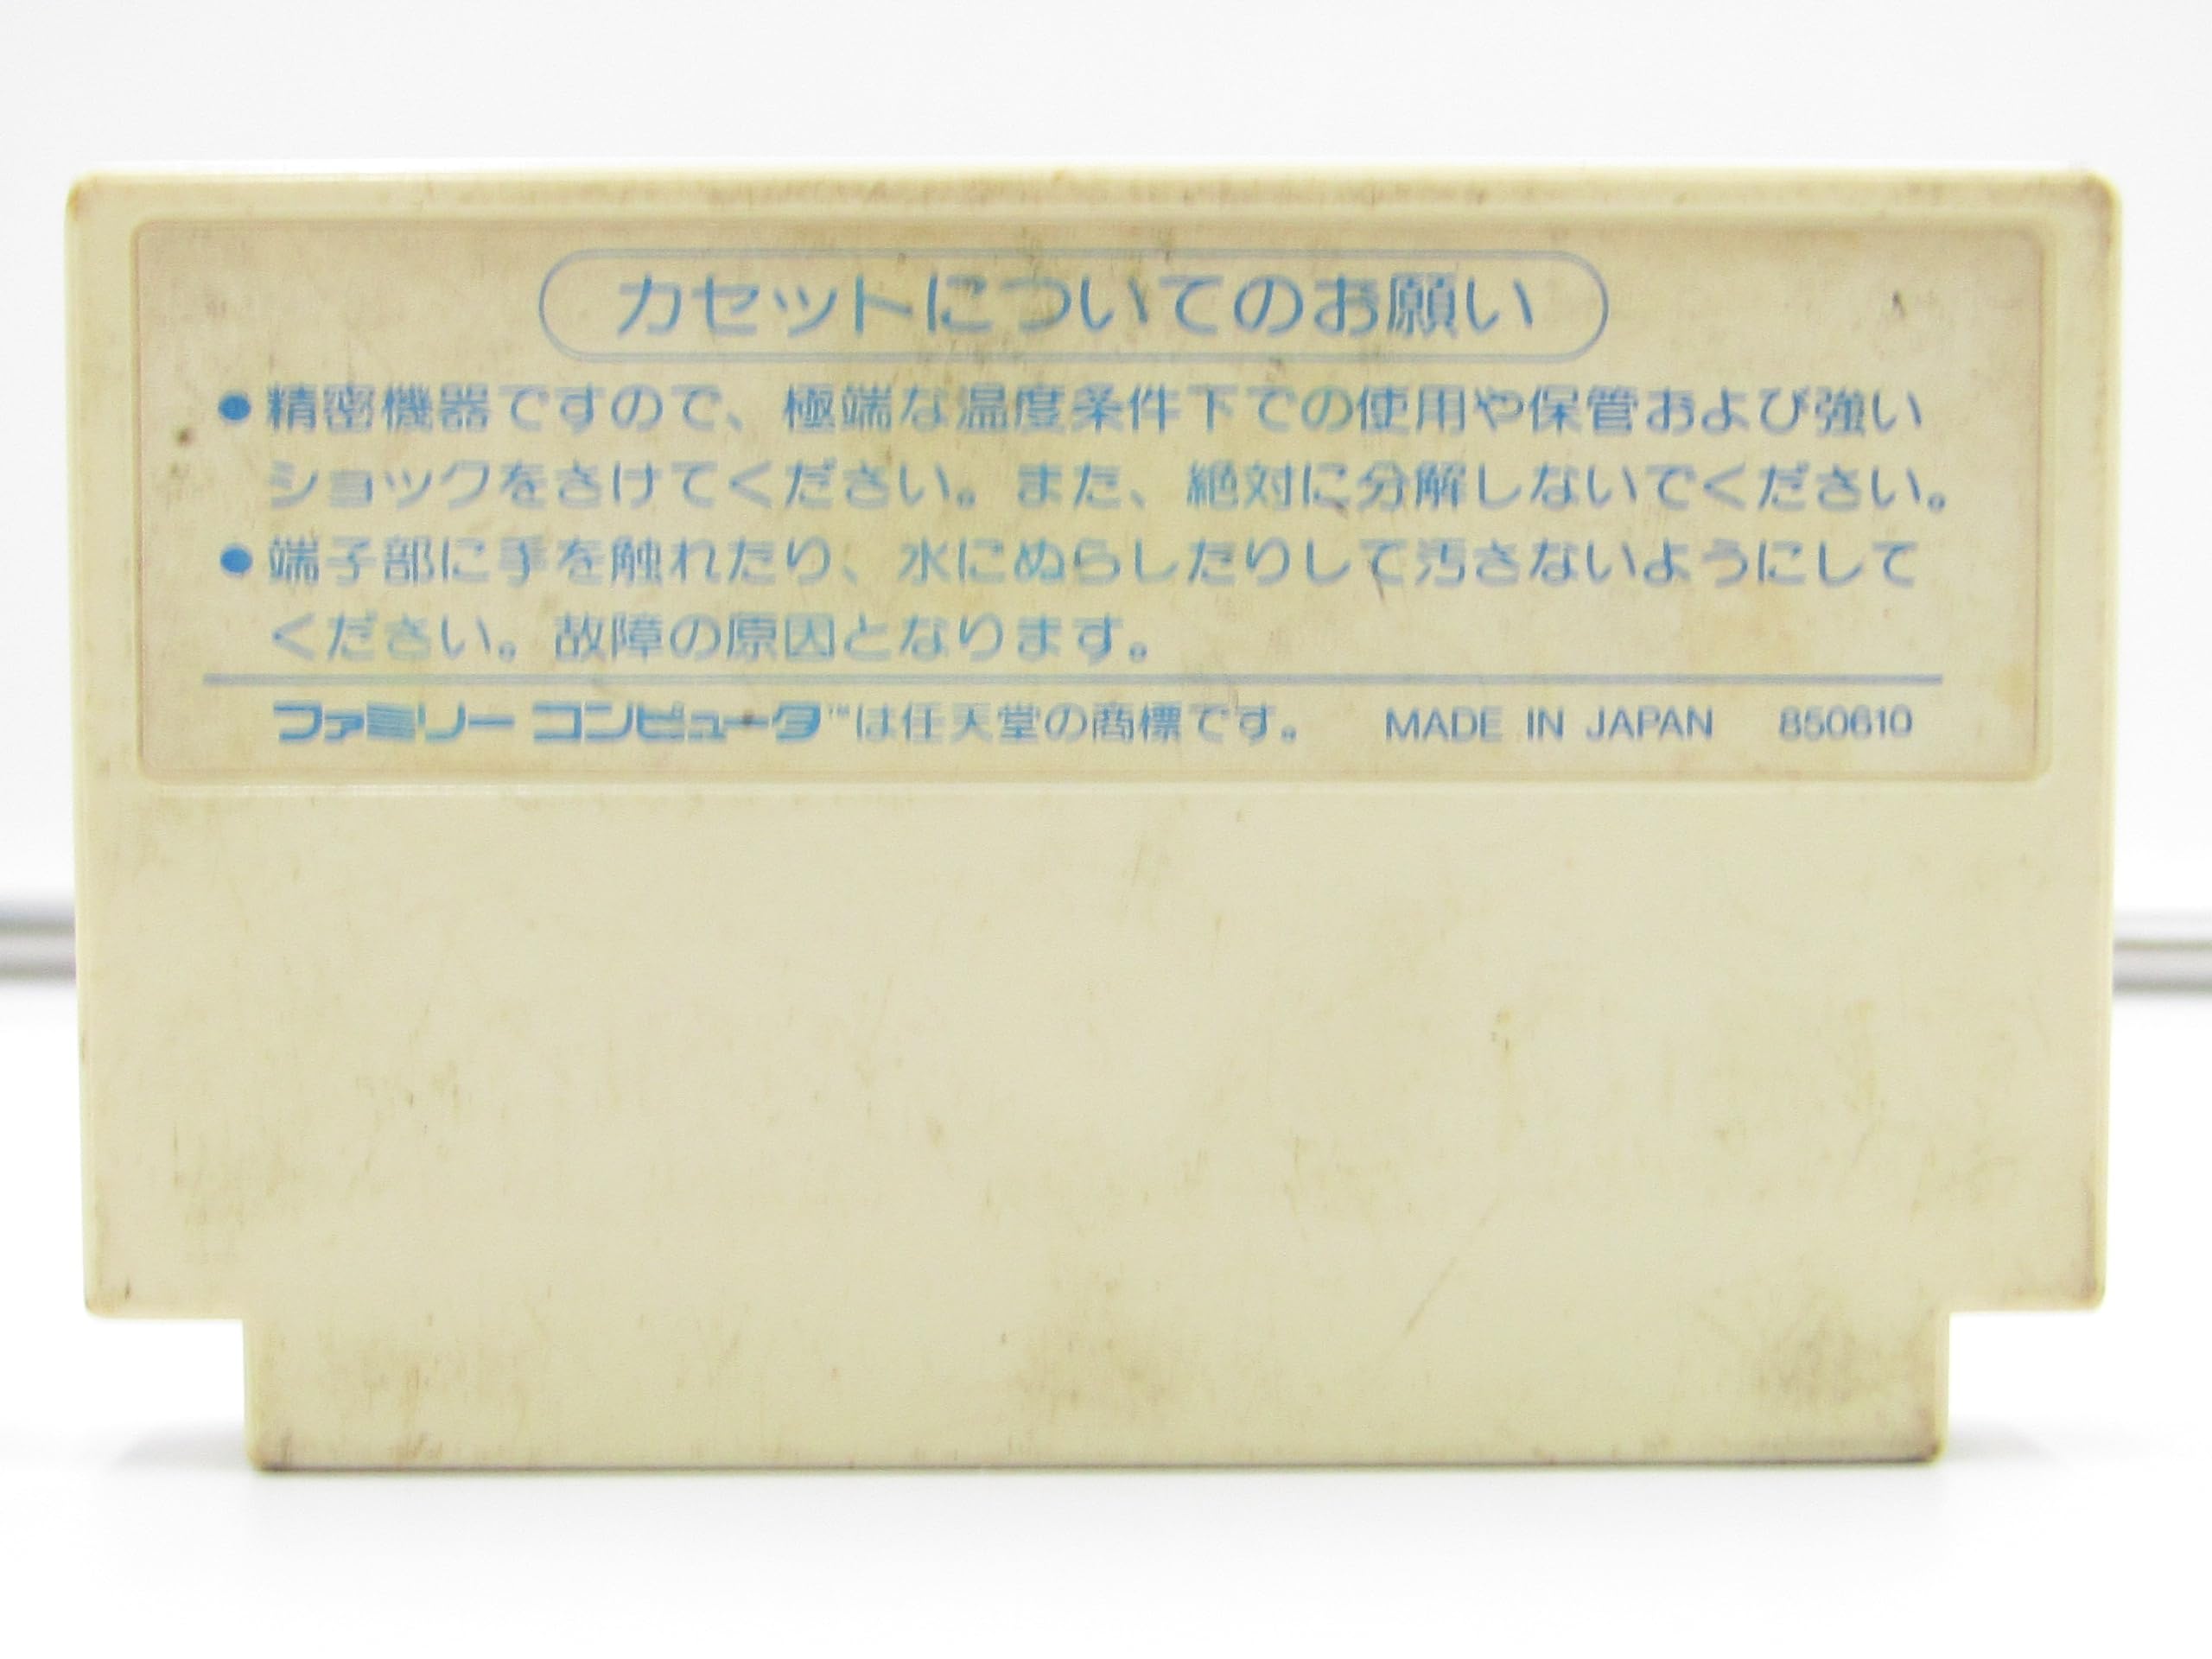 カセットについてのお願い
●精密機器ですので、極端な温度条件下での使用や保管および強い
ショックをさけてください。また、絶対に分解しないでください。
●端子部に手を触れたり、水にぬらしたりして汚さないようにして
ください。故障の原因となります。
ファミリー コンピュータ™は任天堂の商標です。 MADE IN JAPAN 850610